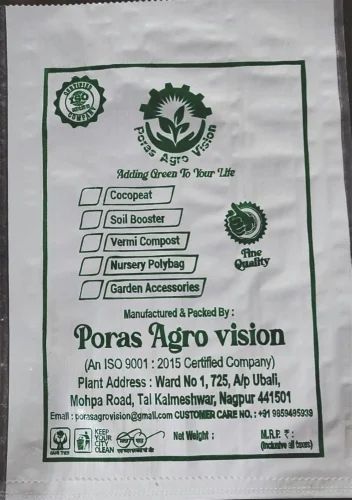 CERTIFIED
ISO
COMPANY
Poras Agro Vision
Adding Green To Your Life
Cocopeat
Soil Booster
Vermi Compost
Nursery Polybag
Garden Accessories
Fine
Quality
Manufactured & Packed By :
Poras Agro vision
(An ISO 9001 : 2015 Certified Company)
Plant Address : Ward No 1, 725, A/p Ubali,
Mohpa Road, Tal Kalmeshwar, Nagpur 441501
Email : porasagrovision@gmail.com CUSTOMER CARE NO. : +91 9859495939
KEEP
YOUR
CITY
CLEAN
Net Weight :
M.R.P. ₹ :
(Inclusive all taxes)